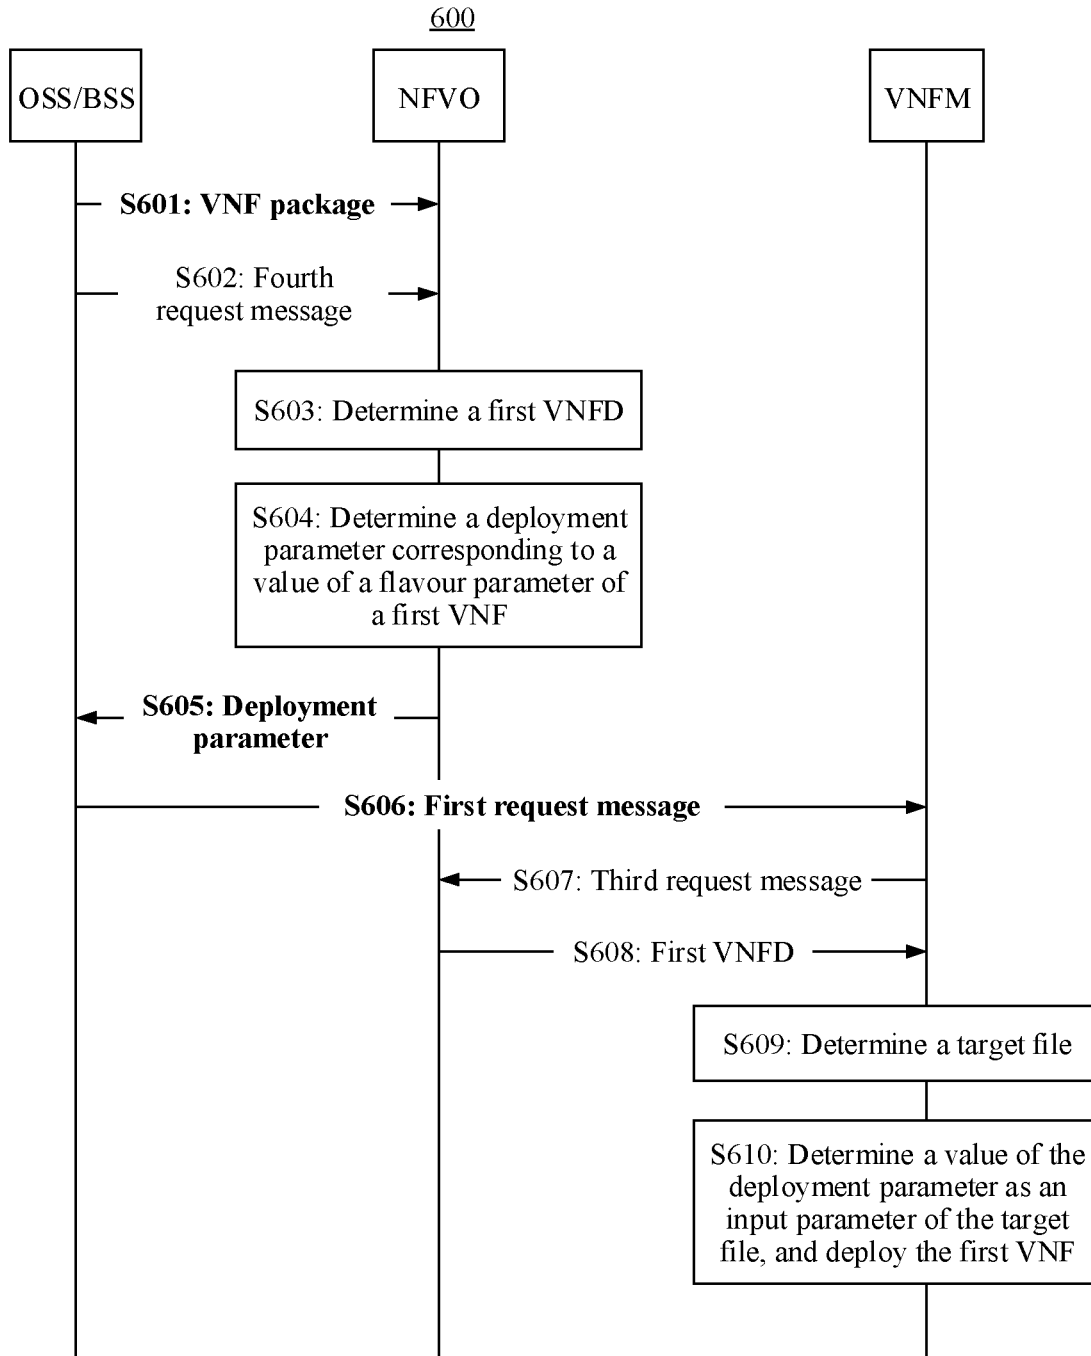 600
OSS/BSS
NFVO
VNFM
S601: VNF package
S602: Fourth
request message
S603: Determine a first VNFD
S604: Determine a deployment
parameter corresponding to a
value of a flavour parameter of
a first VNF
S605: Deployment
parameter
S606: First request message
S607: Third request message
S608: First VNFD
S609: Determine a target file
S610: Determine a value of the
deployment parameter as an
input parameter of the target
file, and deploy the first VNF